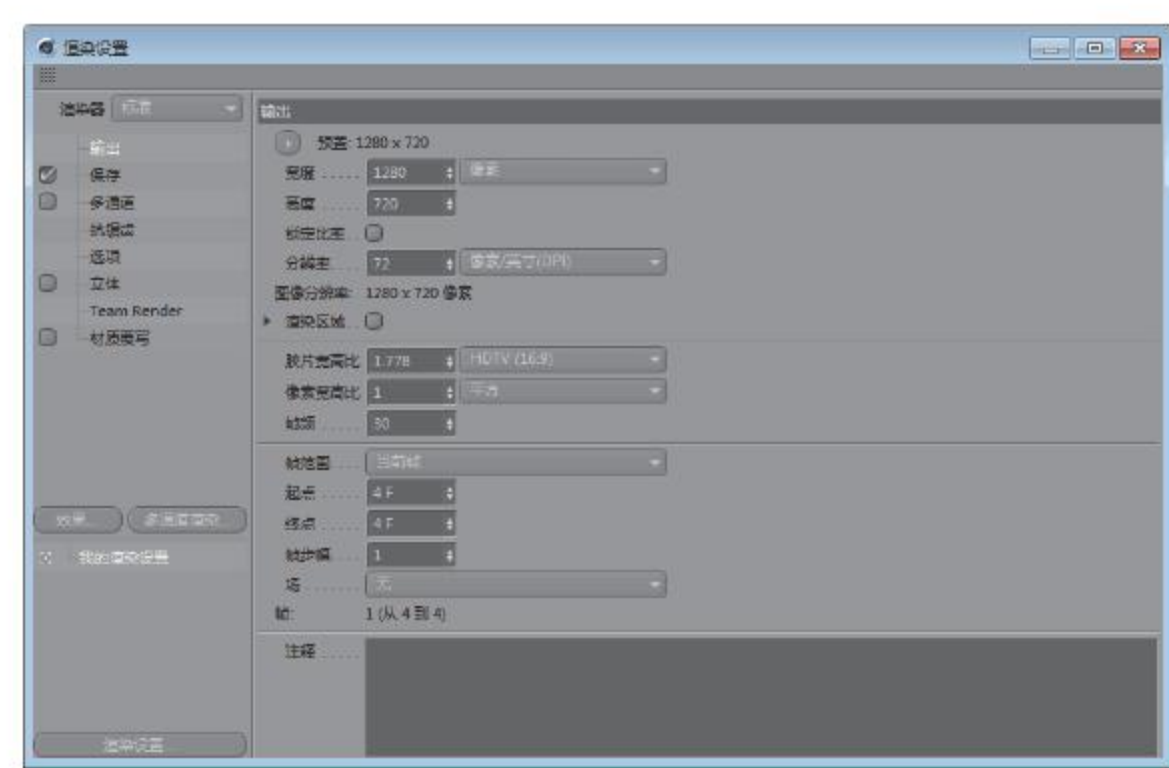 渲染设置
渲染器 标准
输出
保存
多通道
抗锯齿
选项
立体
Team Render
材质覆写
效果... 多通道渲染...
我的渲染设置
渲染设置...
输出
预置: 1280 x 720
宽度 ..... 1280 像素
高度 ..... 720
锁定比率
分辨率 .... 72 像素/英寸(DPI)
图像分辨率: 1280 x 720 像素
渲染区域
胶片宽高比 1.778 HDTV (16:9)
像素宽高比 1 平方
帧频 ..... 30
帧范围 .... 当前帧
起点 ..... 4 F
终点 ..... 4 F
帧步幅 .... 1
场 ....... 无
帧: 1 (从 4 到 4)
注释 .....